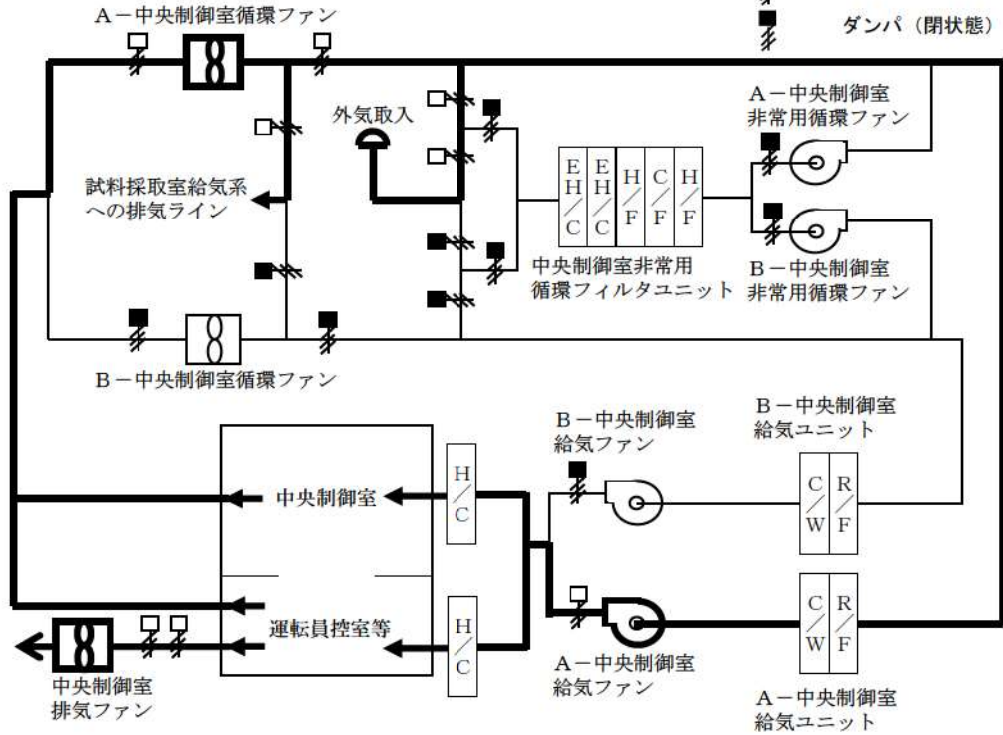 A－中央制御室循環ファン
ダンパ（閉状態）
外気取入
A－中央制御室
非常用循環ファン
試料採取室給気系
への排気ライン
E
H/C
E
H/C
H/F
C/F
H/F
中央制御室非常用
循環フィルタユニット
B－中央制御室
非常用循環ファン
B－中央制御室循環ファン
B－中央制御室
給気ファン
B－中央制御室
給気ユニット
中央制御室
H/C
C/W
R/F
運転員控室等
H/C
C/W
R/F
中央制御室
排気ファン
A－中央制御室
給気ファン
A－中央制御室
給気ユニット